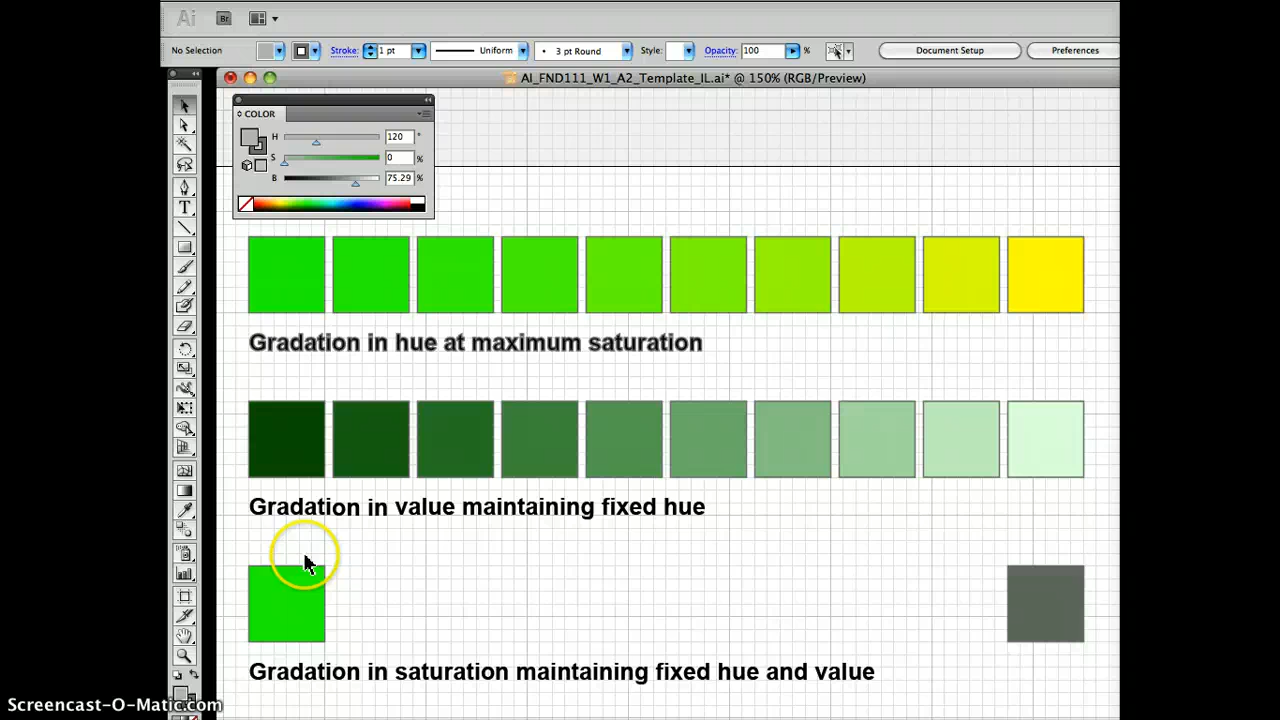 Ai Br
No Selection Stroke: 1 pt Uniform • 3 pt Round Style: Opacity: 100 % Document Setup Preferences
AI_FND111_W1_A2_Template_IL.ai* @ 150% (RGB/Preview)
COLOR
H 120 °
S 0 %
B 75.29 %
T
Gradation in hue at maximum saturation
Gradation in value maintaining fixed hue
Gradation in saturation maintaining fixed hue and value
Screencast-O-Matic.com